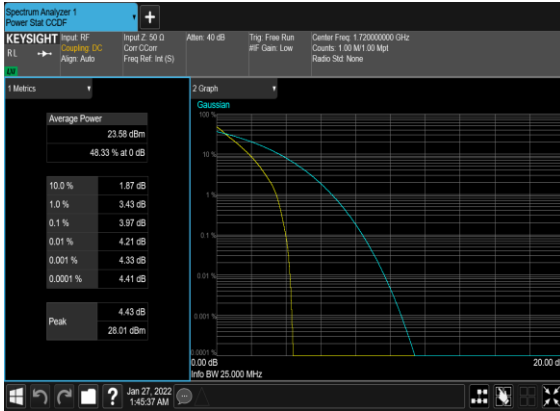 Spectrum Analyzer 1
Power Stat CCDF
KEYSIGHT
RL
Input: RF
Coupling: DC
Align: Auto
Input Z: 50 Ω
Corr CCorr
Freq Ref: Int (S)
Atten: 40 dB
Trig: Free Run
#IF Gain: Low
Center Freq: 1.720000000 GHz
Counts: 1.00 M/1.00 Mpt
Radio Std: None
1 Metrics
Average Power
23.58 dBm
48.33 % at 0 dB
10.0 % 1.87 dB
1.0 % 3.43 dB
0.1 % 3.97 dB
0.01 % 4.21 dB
0.001 % 4.33 dB
0.0001 % 4.41 dB
Peak
4.43 dB
28.01 dBm
2 Graph
Gaussian
100 %
10 %
1 %
0.1 %
0.01 %
0.001 %
0.0001 %
0.00 dB
20.00 d
Info BW 25.000 MHz
?
Jan 27, 2022
1:45:37 AM